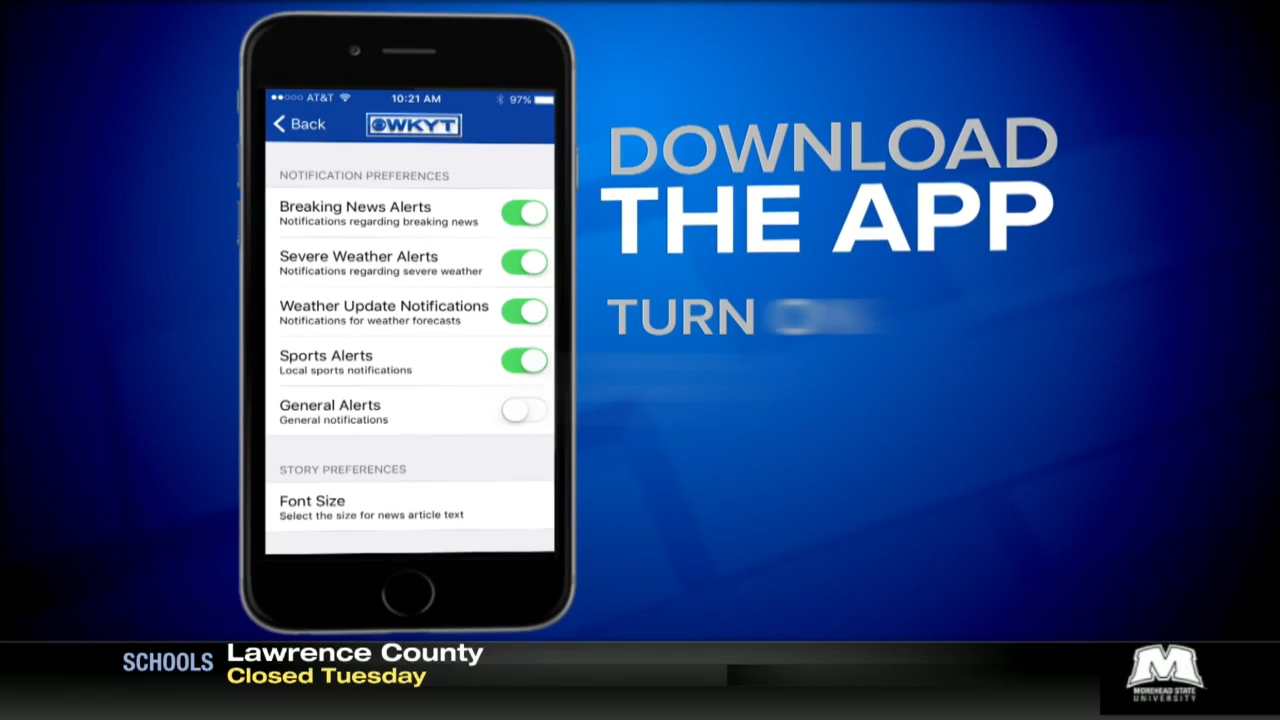 AT&T 10:21 AM 97%
Back WKYT
NOTIFICATION PREFERENCES
Breaking News Alerts
Notifications regarding breaking news
Severe Weather Alerts
Notifications regarding severe weather
Weather Update Notifications
Notifications for weather forecasts
Sports Alerts
Local sports notifications
General Alerts
General notifications
STORY PREFERENCES
Font Size
Select the size for news article text
DOWNLOAD
THE APP
TURN
SCHOOLS
Lawrence County
Closed Tuesday
M
MOREHEAD STATE
UNIVERSITY